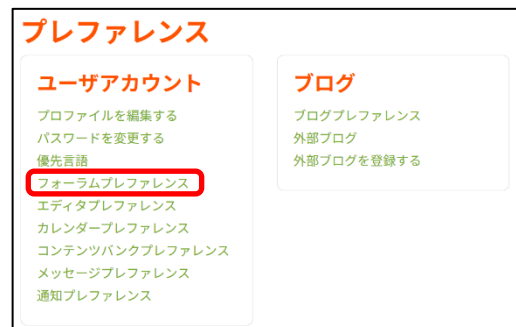 プレファレンス
ユーザアカウント
プロファイルを編集する
パスワードを変更する
優先言語
フォーラムプレファレンス
エディタプレファレンス
カレンダープレファレンス
コンテンツバンクプレファレンス
メッセージプレファレンス
通知プレファレンス
ブログ
ブログプレファレンス
外部ブログ
外部ブログを登録する